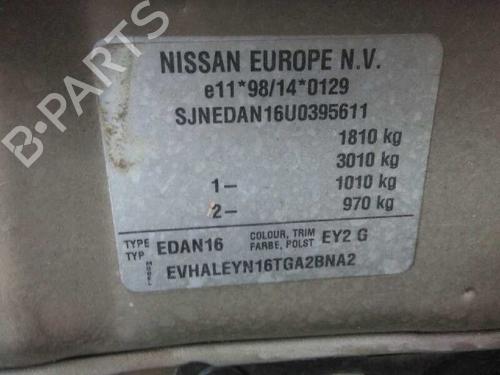 NISSAN EUROPE N.V.
e11*98/14*0129
SJNEDAN16U0395611
1810 kg
3010 kg
1- 1010 kg
2- 970 kg
TYPE TYP EDAN16 COLOUR, TRIM FARBE, POLST EY2 G
MODEL EVHALEYN16TGA2BNA2
B-PARTS